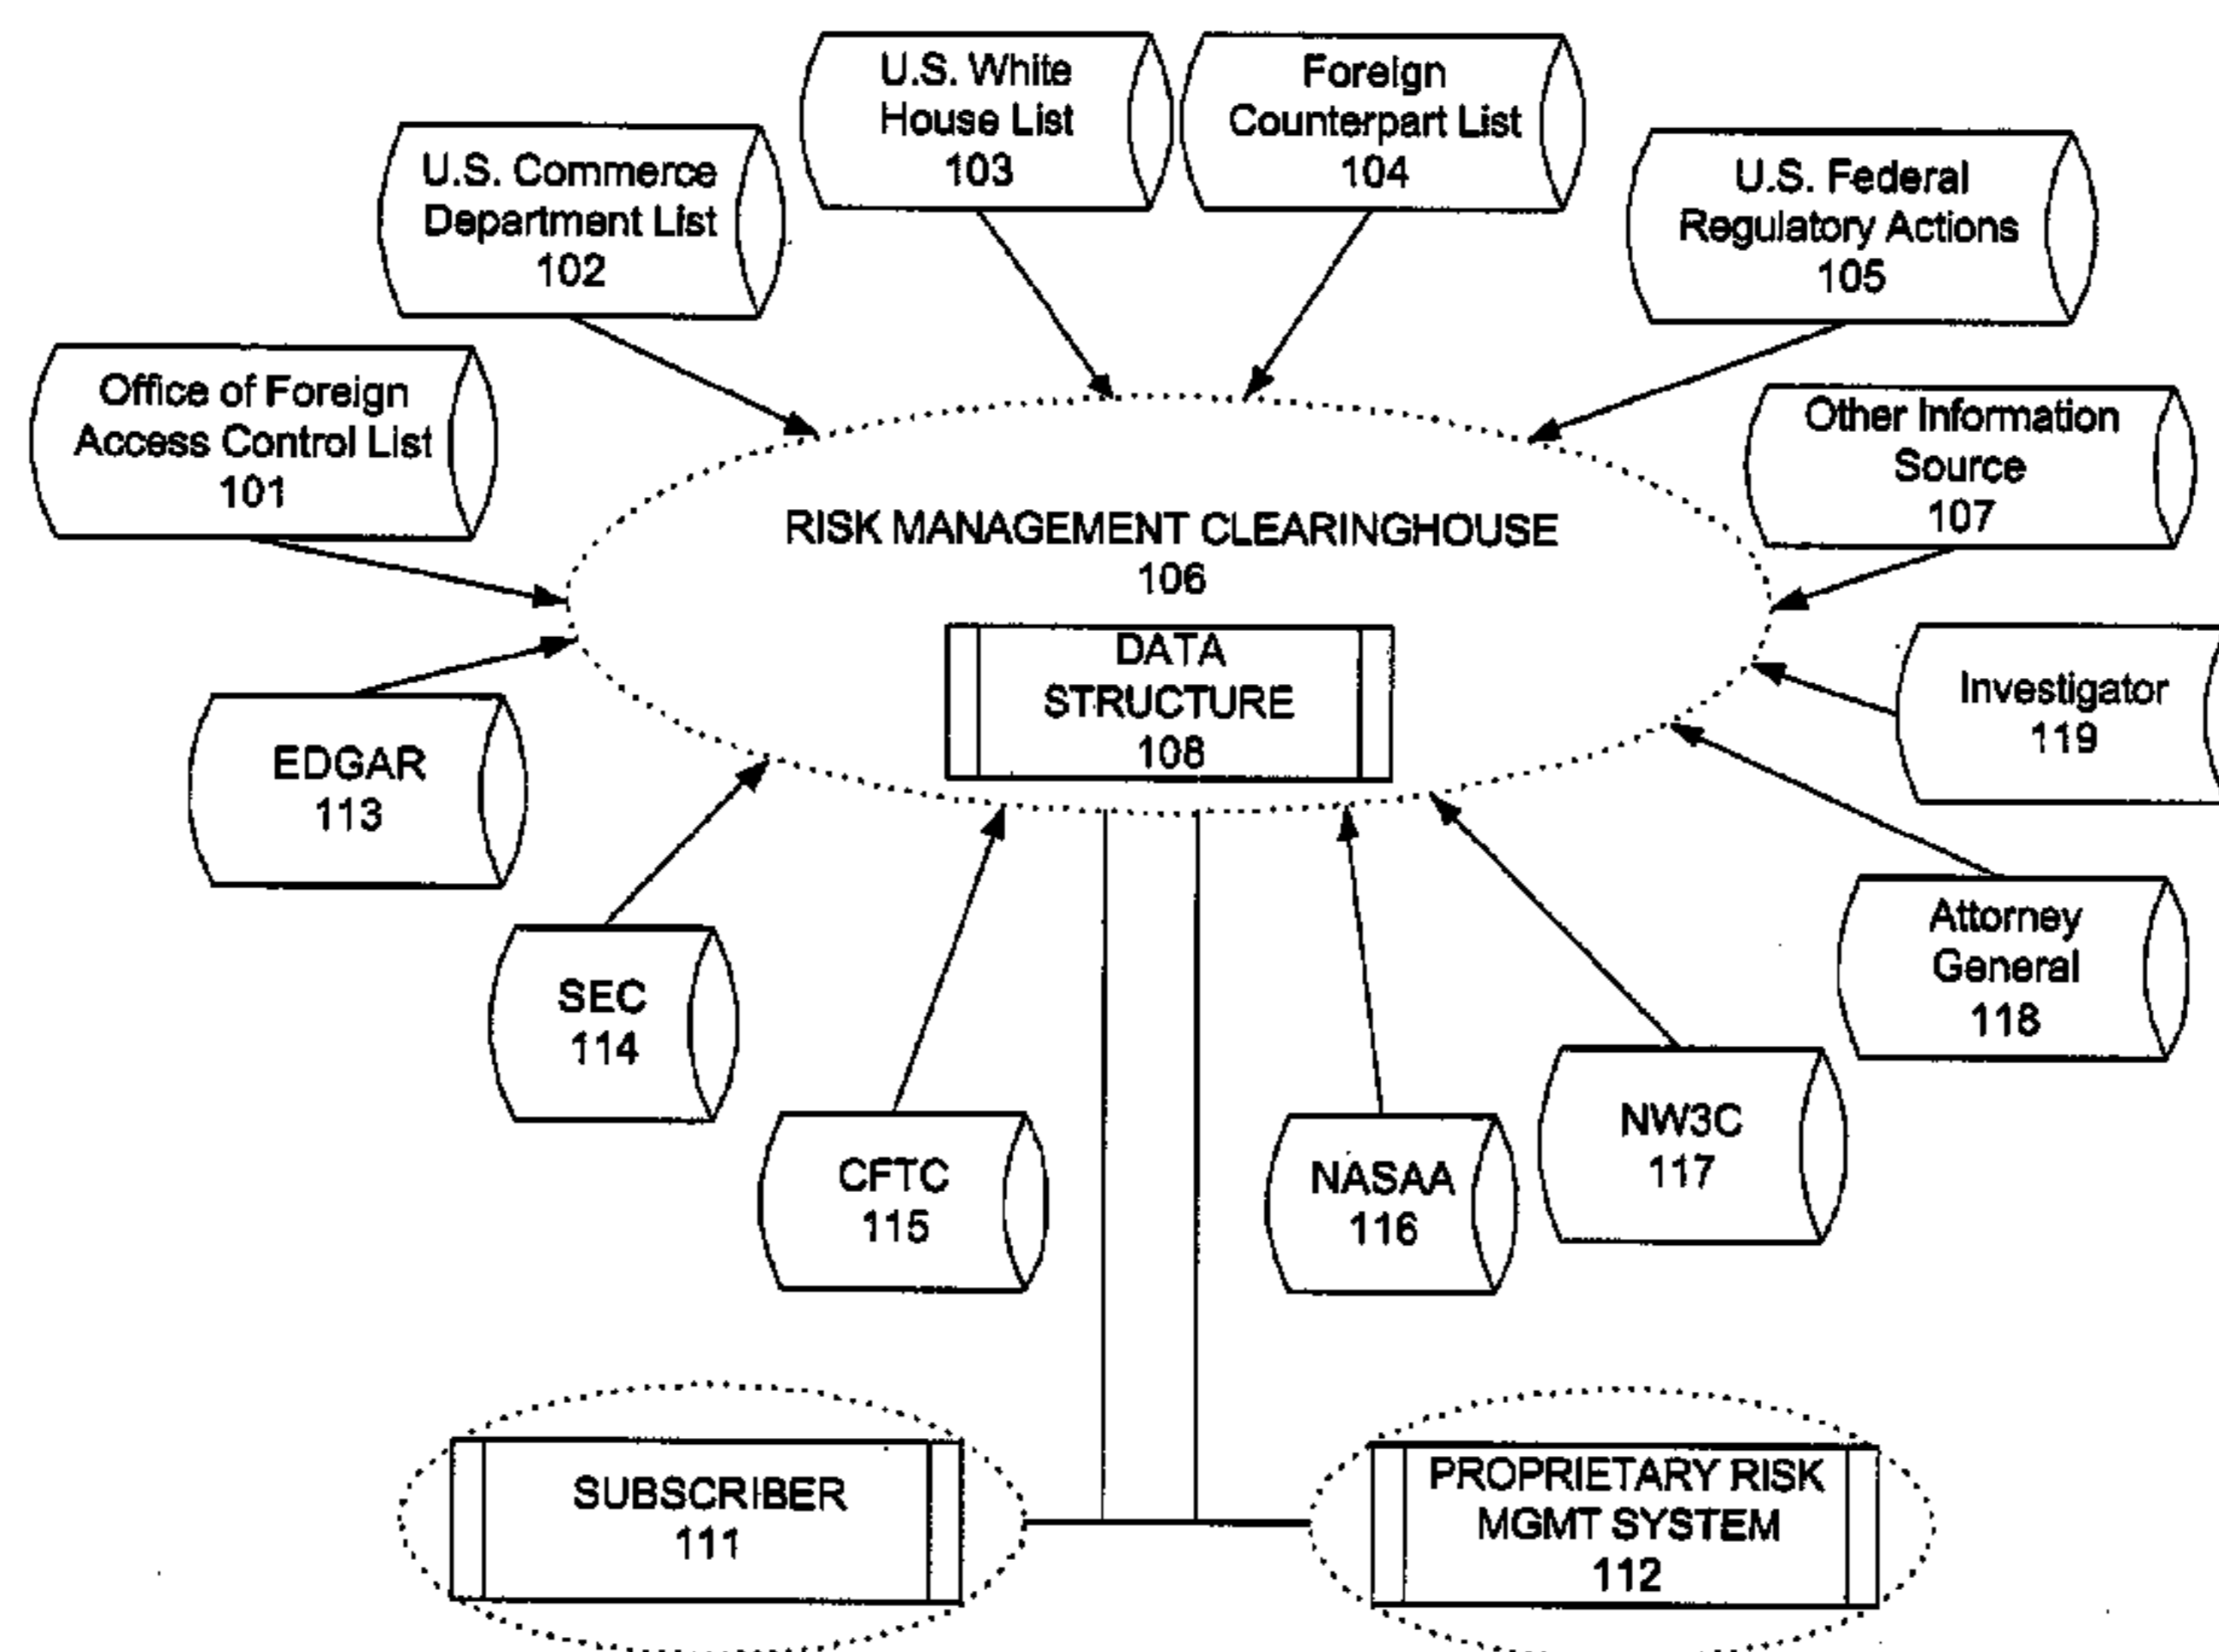 U.S. White
House List
103
Foreign
Counterpart List
104
U.S. Commerce
Department List
102
U.S. Federal
Regulatory Actions
105
Office of Foreign
Access Control List
101
Other Information
Source
107
RISK MANAGEMENT CLEARINGHOUSE
106
DATA
STRUCTURE
108
Investigator
119
EDGAR
113
Attorney
General
118
SEC
114
NW3C
117
CFTC
115
NASAA
116
SUBSCRIBER
111
PROPRIETARY RISK
MGMT SYSTEM
112